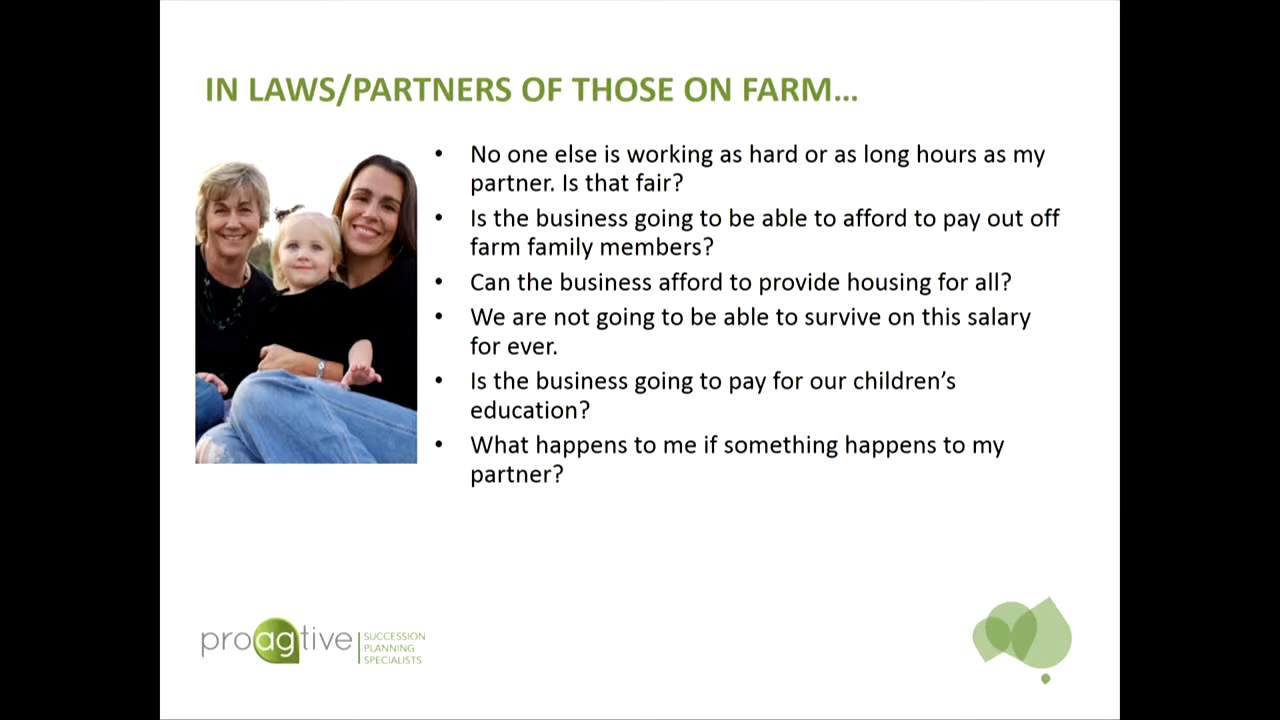 IN LAWS/PARTNERS OF THOSE ON FARM...
• No one else is working as hard or as long hours as my
partner. Is that fair?
• Is the business going to be able to afford to pay out off
farm family members?
• Can the business afford to provide housing for all?
• We are not going to be able to survive on this salary
for ever.
• Is the business going to pay for our children’s
education?
• What happens to me if something happens to my
partner?
proagtive
SUCCESSION
PLANNING
SPECIALISTS